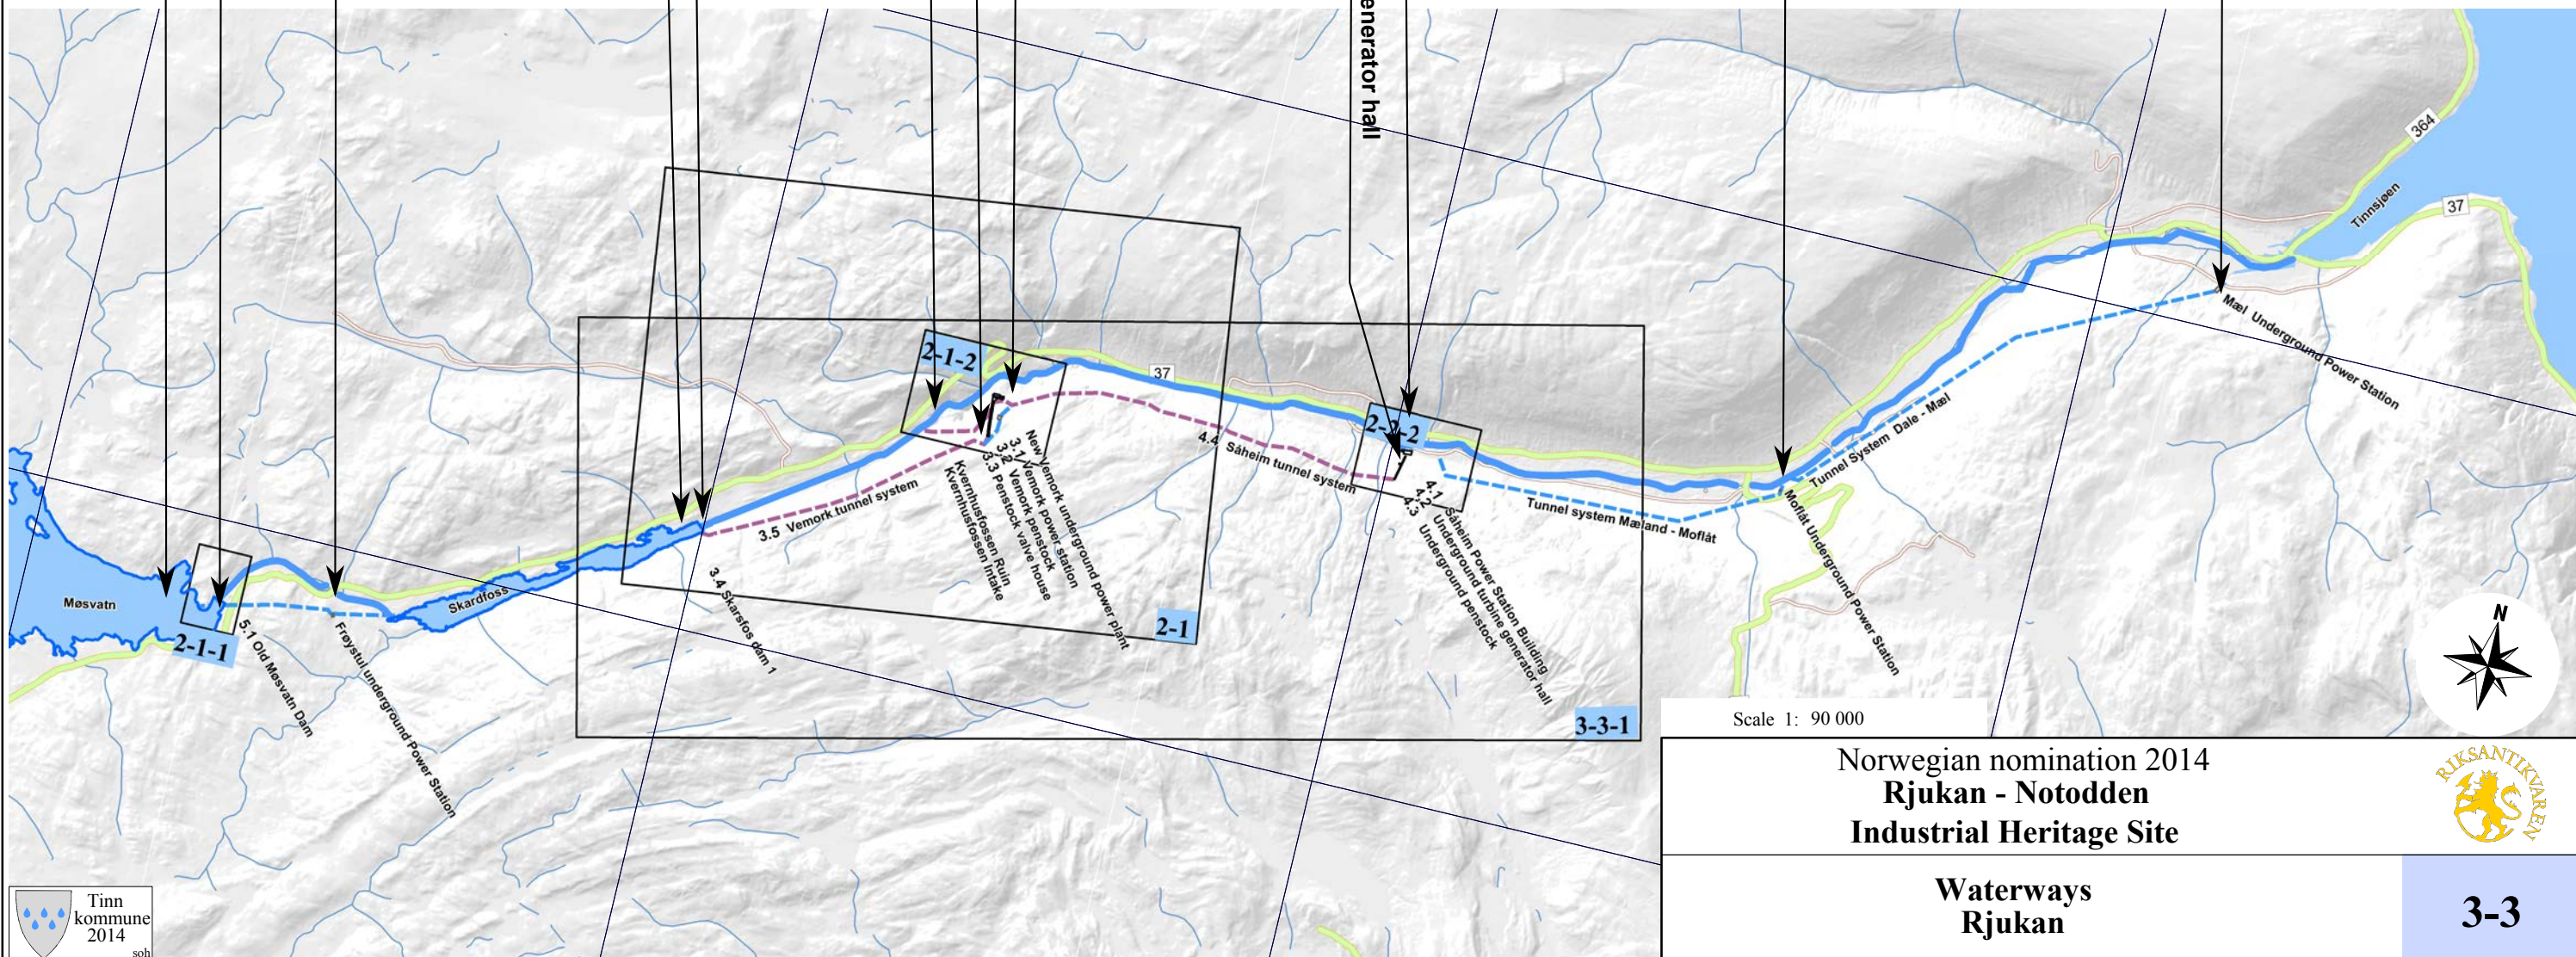 enerator hall
364
37
Tinnsjøen
Mæl Underground Power Station
2-1-2
37
2-2-2
Tunnel System Dale - Mæl
4.4 Såheim tunnel system
Tunnel system Mæland - Moflåt
Moflåt Underground Power Station
3.5 Vemork tunnel system
New Vemork underground power plant
3.1 Vemork power station
3.2 Vemork penstock
3.3 Penstock valve house
Kvernhusfossen Ruin
Kvernhusfossen Intake
4.1 Såheim Power Station Building
4.2 Underground turbine generator hall
4.3 Underground penstock
3.4 Skarsfos dam 1
Møsvatn
Skardfoss
2-1-1
5.1 Old Møsvatn Dam
Frøystul underground Power Station
2-1
3-3-1
N
Scale 1: 90 000
Norwegian nomination 2014
Rjukan - Notodden
Industrial Heritage Site
RIKSANTIKVAREN
Waterways
Rjukan
3-3
Tinn
kommune
2014
soh